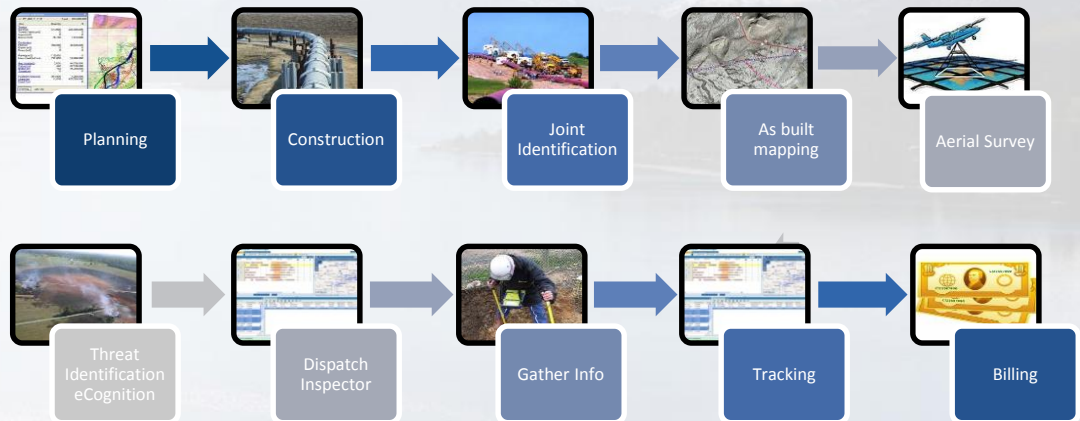 Planning
Construction
Joint
Identification
As built
mapping
Aerial Survey
Threat
Identification
eCognition
Dispatch
Inspector
Gather Info
Tracking
Billing